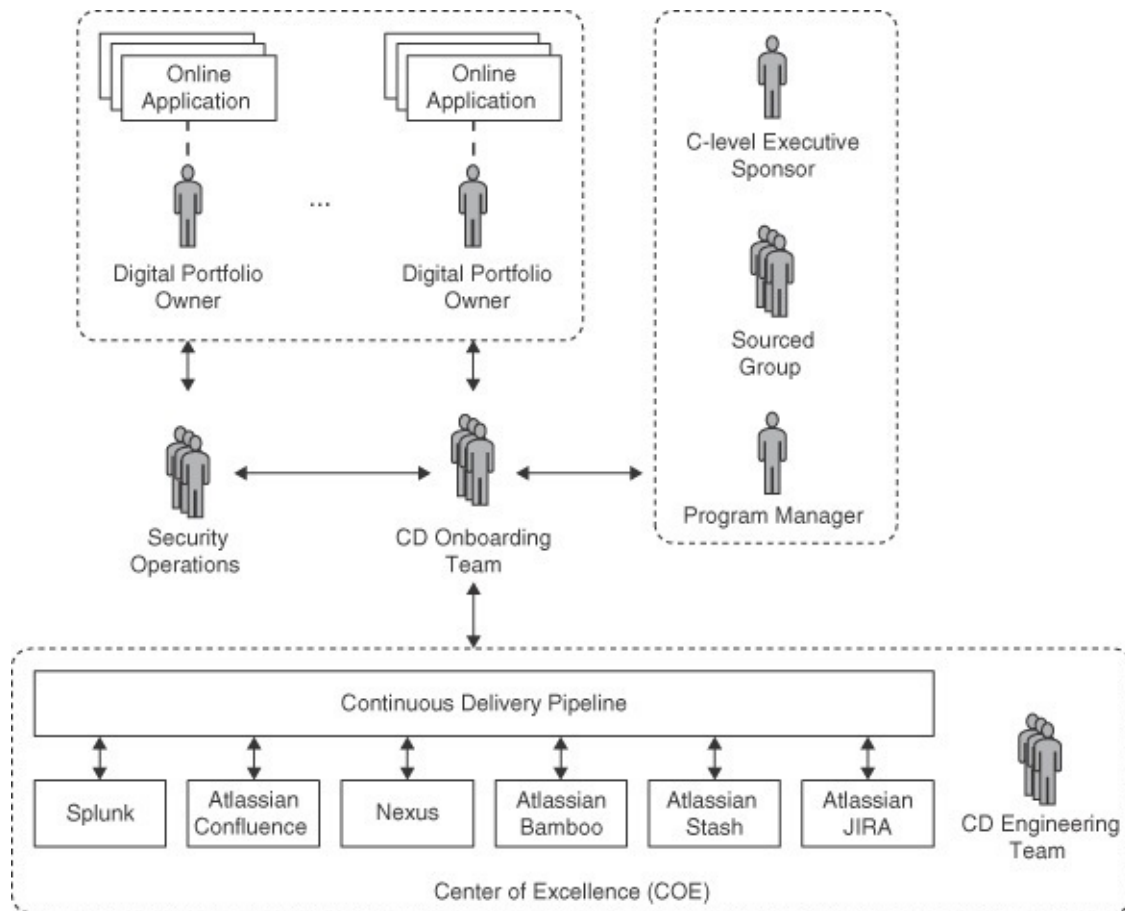 Online
Application
Online
Application
...
Digital Portfolio
Owner
Digital Portfolio
Owner
C-level Executive
Sponsor
Sourced
Group
Program Manager
Security
Operations
CD Onboarding
Team
Continuous Delivery Pipeline
Splunk
Atlassian
Confluence
Nexus
Atlassian
Bamboo
Atlassian
Stash
Atlassian
JIRA
CD Engineering
Team
Center of Excellence (COE)